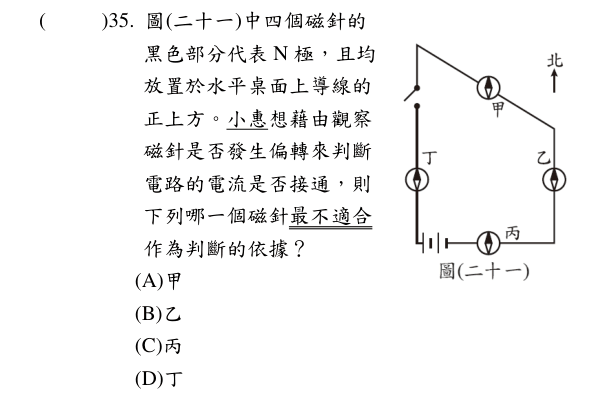 (　　)35. 圖(二十一)中四個磁針的
黑色部分代表 N 極，且均
放置於水平桌面上導線的
正上方。小惠想藉由觀察
磁針是否發生偏轉來判斷
電路的電流是否接通，則
下列哪一個磁針最不適合
作為判斷的依據？
(A)甲
(B)乙
(C)丙
(D)丁
北
甲
丁
乙
丙
圖(二十一)